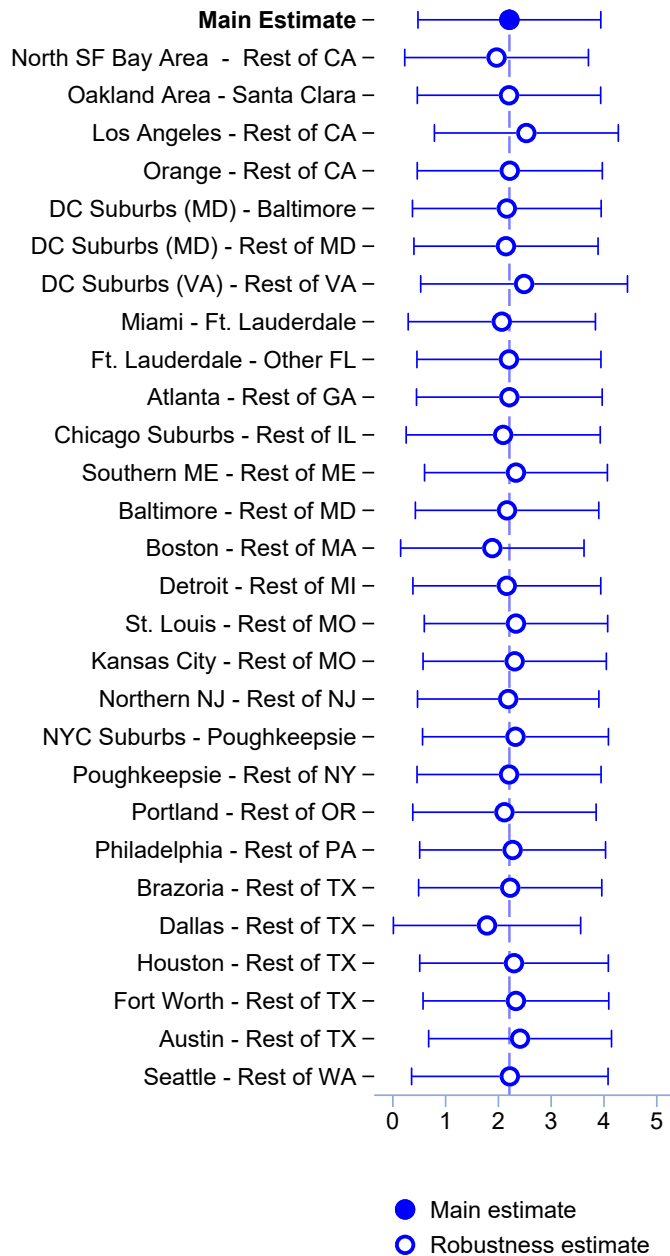 Main Estimate
North SF Bay Area  -  Rest of CA
Oakland Area - Santa Clara
Los Angeles - Rest of CA
Orange - Rest of CA
DC Suburbs (MD) - Baltimore
DC Suburbs (MD) - Rest of MD
DC Suburbs (VA) - Rest of VA
Miami - Ft. Lauderdale
Ft. Lauderdale - Other FL
Atlanta - Rest of GA
Chicago Suburbs - Rest of IL
Southern ME - Rest of ME
Baltimore - Rest of MD
Boston - Rest of MA
Detroit - Rest of MI
St. Louis - Rest of MO
Kansas City - Rest of MO
Northern NJ - Rest of NJ
NYC Suburbs - Poughkeepsie
Poughkeepsie - Rest of NY
Portland - Rest of OR
Philadelphia - Rest of PA
Brazoria - Rest of TX
Dallas - Rest of TX
Houston - Rest of TX
Fort Worth - Rest of TX
Austin - Rest of TX
Seattle - Rest of WA
0 1 2 3 4 5
Main estimate
Robustness estimate